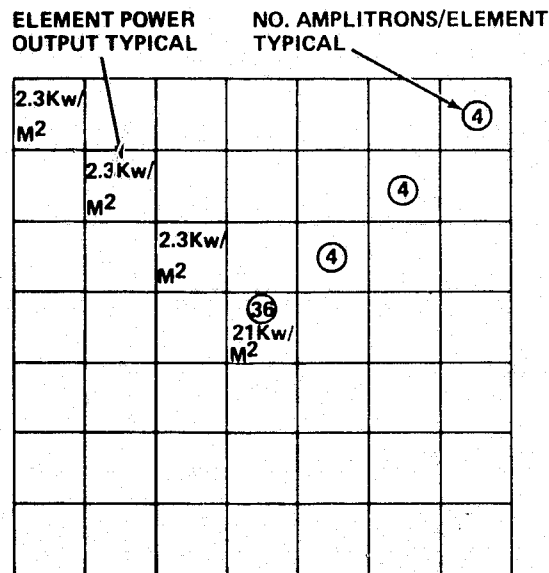 ELEMENT POWER
OUTPUT TYPICAL
NO. AMPLITRONS/ELEMENT
TYPICAL
2.3Kw/
M2
4
2.3Kw/
M2
4
2.3Kw/
M2
4
36
21Kw/
M2